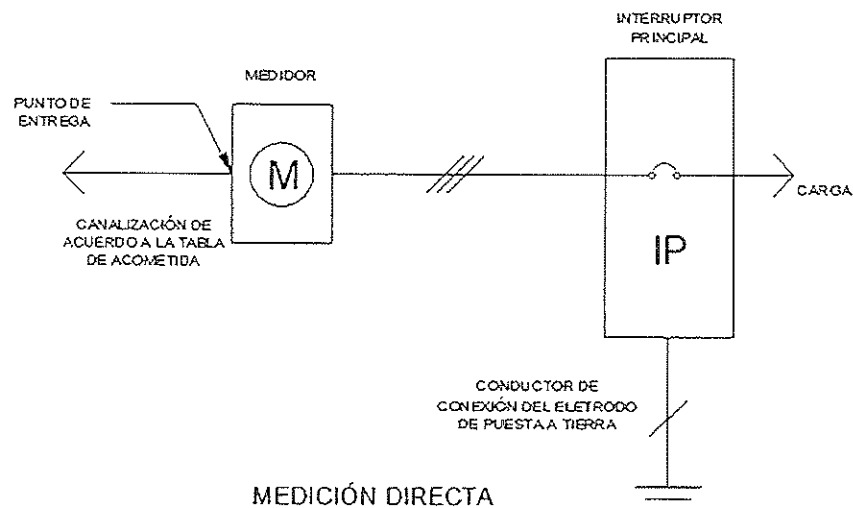 INTERRUPTOR
PRINCIPAL
MEDIDOR
PUNTO DE
ENTREGA
M
CARGA
CANALIZACIÓN DE
ACUERDO A LA TABLA
DE ACOMETIDA
IP
CONDUCTOR DE
CONEXIÓN DEL ELETRODO
DE PUESTA A TIERRA
MEDICIÓN DIRECTA